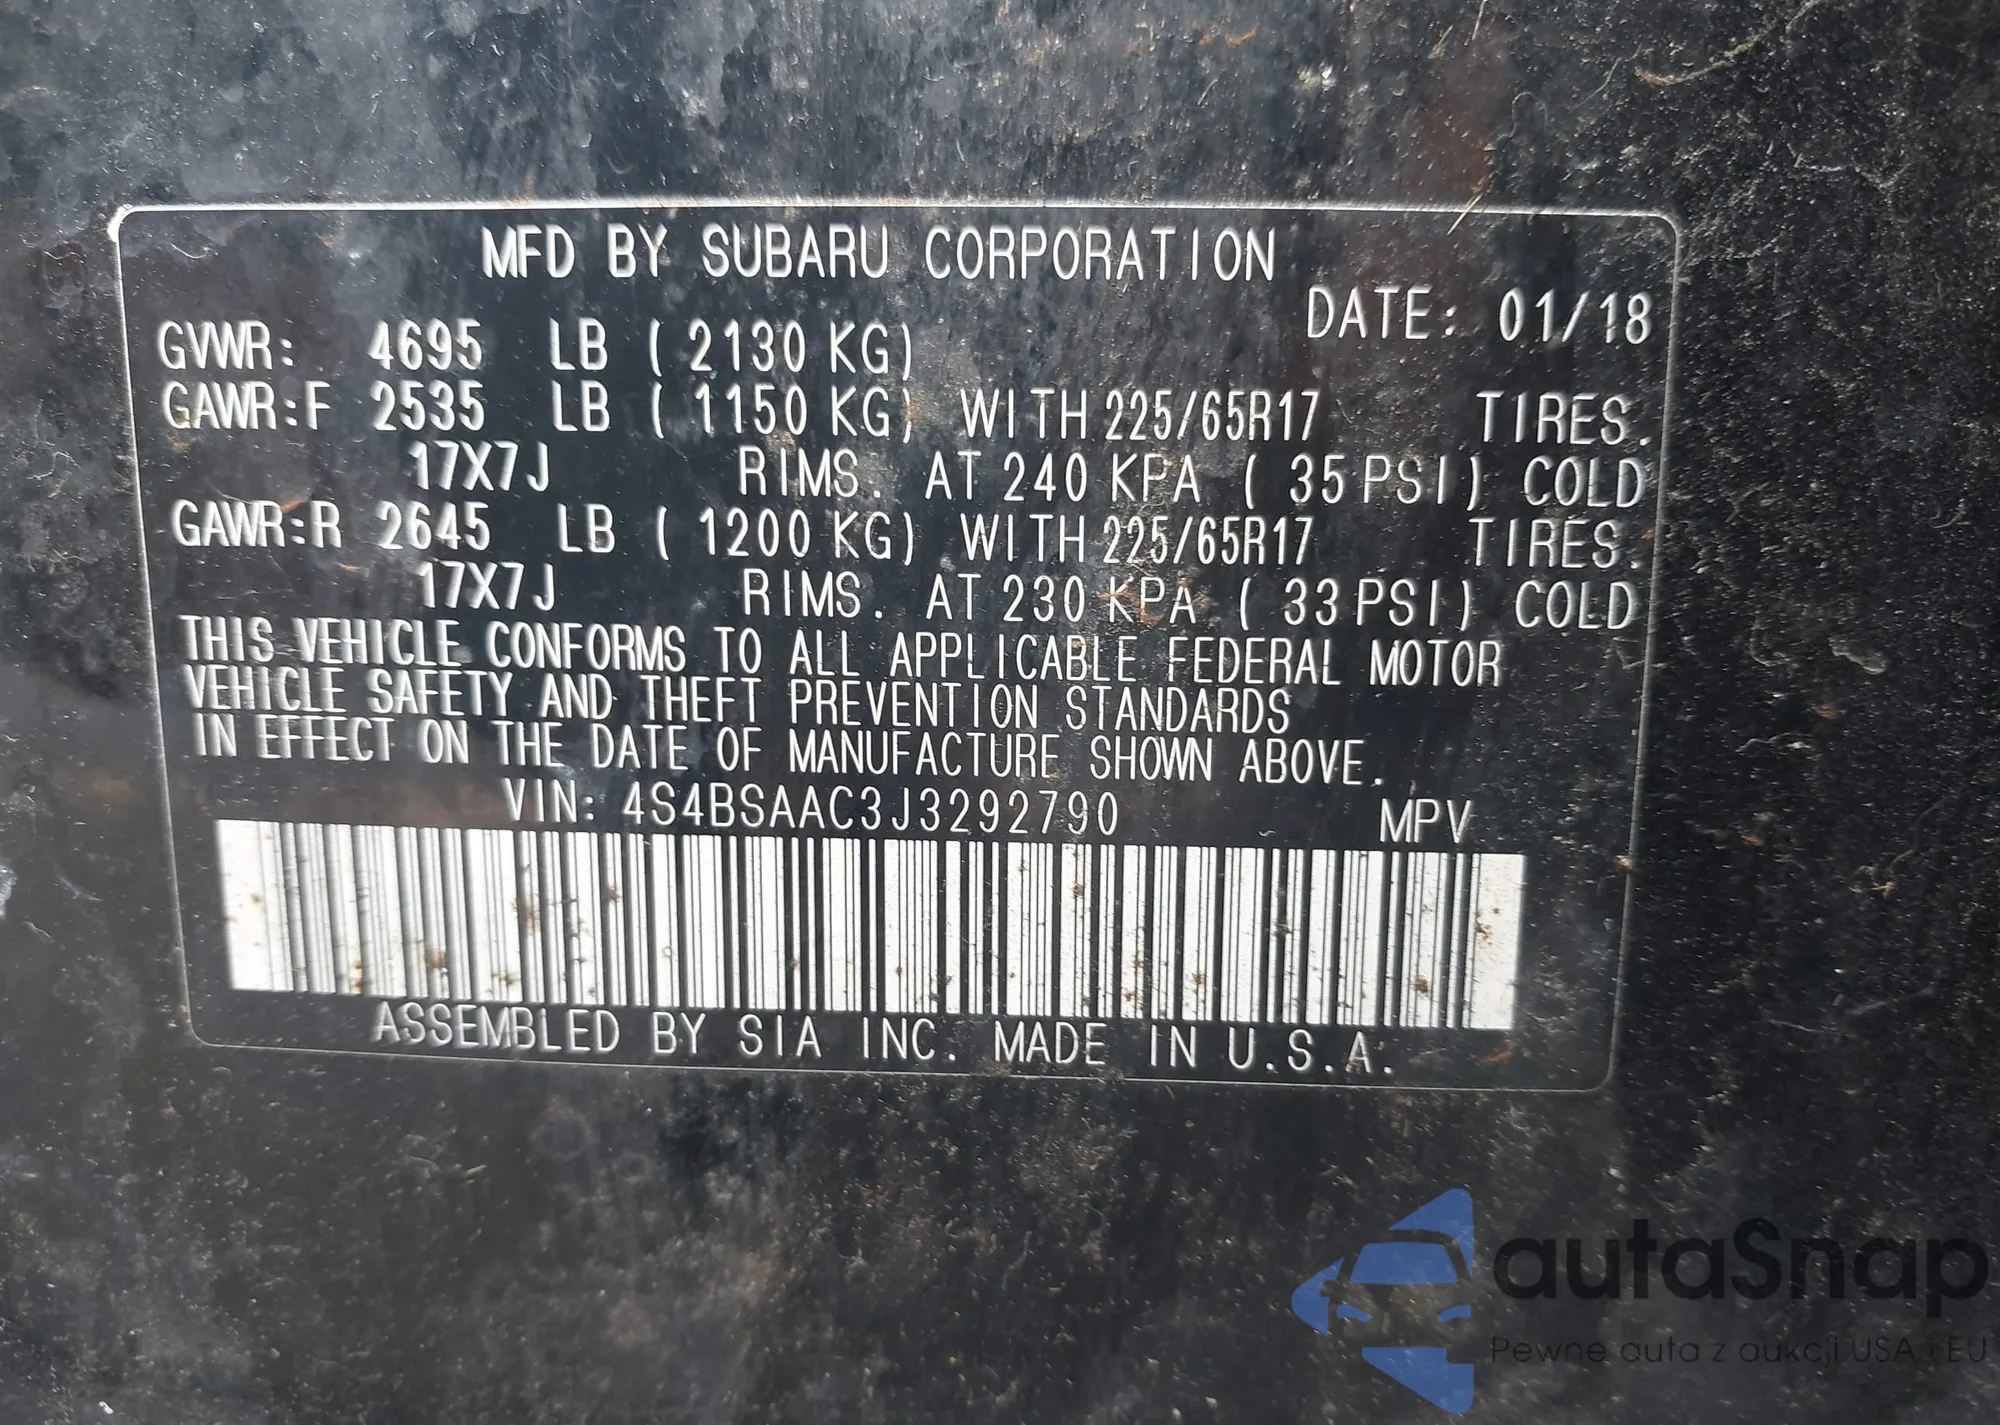 MFD BY SUBARU CORPORATION
DATE: 01/18
GVWR: 4695 LB ( 2130 KG)
GAWR:F 2535 LB ( 1150 KG) WITH 225/65R17 TIRES.
17X7J RIMS. AT 240 KPA ( 35 PSI) COLD
GAWR:R 2645 LB ( 1200 KG) WITH 225/65R17 TIRES.
17X7J RIMS. AT 230 KPA ( 33 PSI) COLD
THIS VEHICLE CONFORMS TO ALL APPLICABLE FEDERAL MOTOR
VEHICLE SAFETY AND THEFT PREVENTION STANDARDS
IN EFFECT ON THE DATE OF MANUFACTURE SHOWN ABOVE.
VIN: 4S4BSAAC3J3292790 MPV
ASSEMBLED BY SIA INC. MADE IN U.S.A.
autaSnap
Pewne auta z aukcji USA i EU